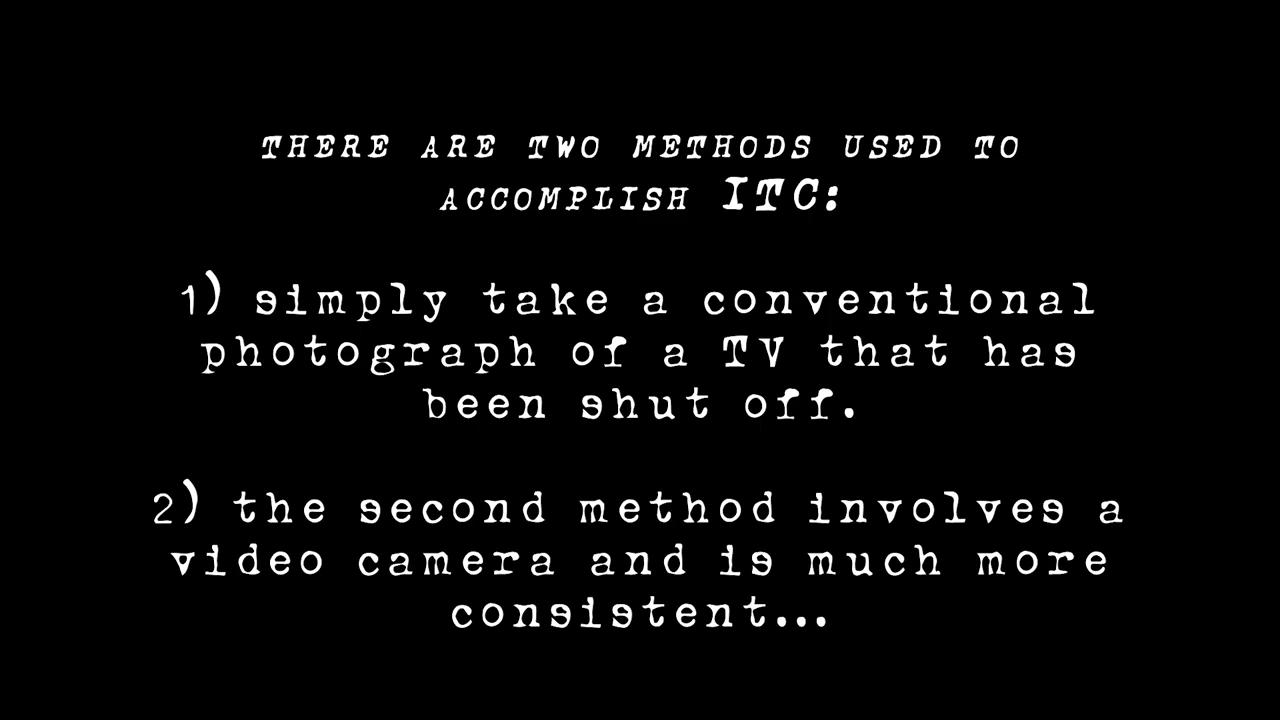 THERE ARE TWO METHODS USED TO
ACCOMPLISH ITC:
1) simply take a conventional
photograph of a TV that has
been shut off.
2) the second method involves a
video camera and is much more
consistent...